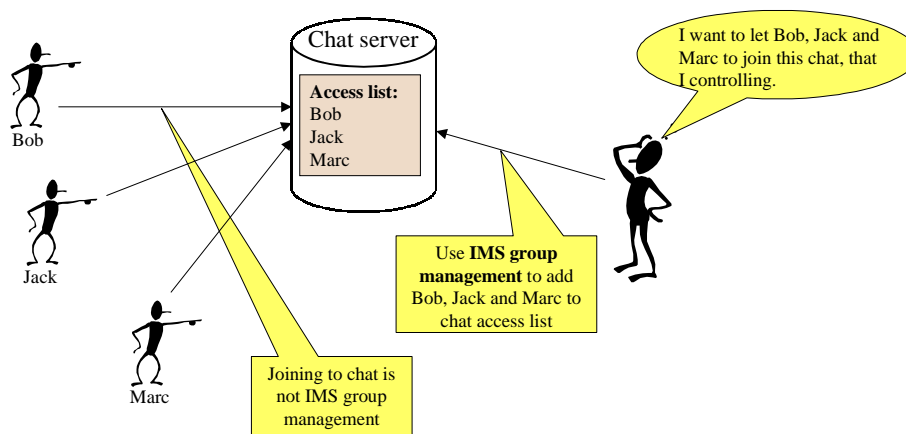 Chat server
Access list:
Bob
Jack
Marc
I want to let Bob, Jack and
Marc to join this chat, that
I controlling.
Bob
Jack
Marc
Use IMS group
management to add
Bob, Jack and Marc to
chat access list
Joining to chat is
not IMS group
management